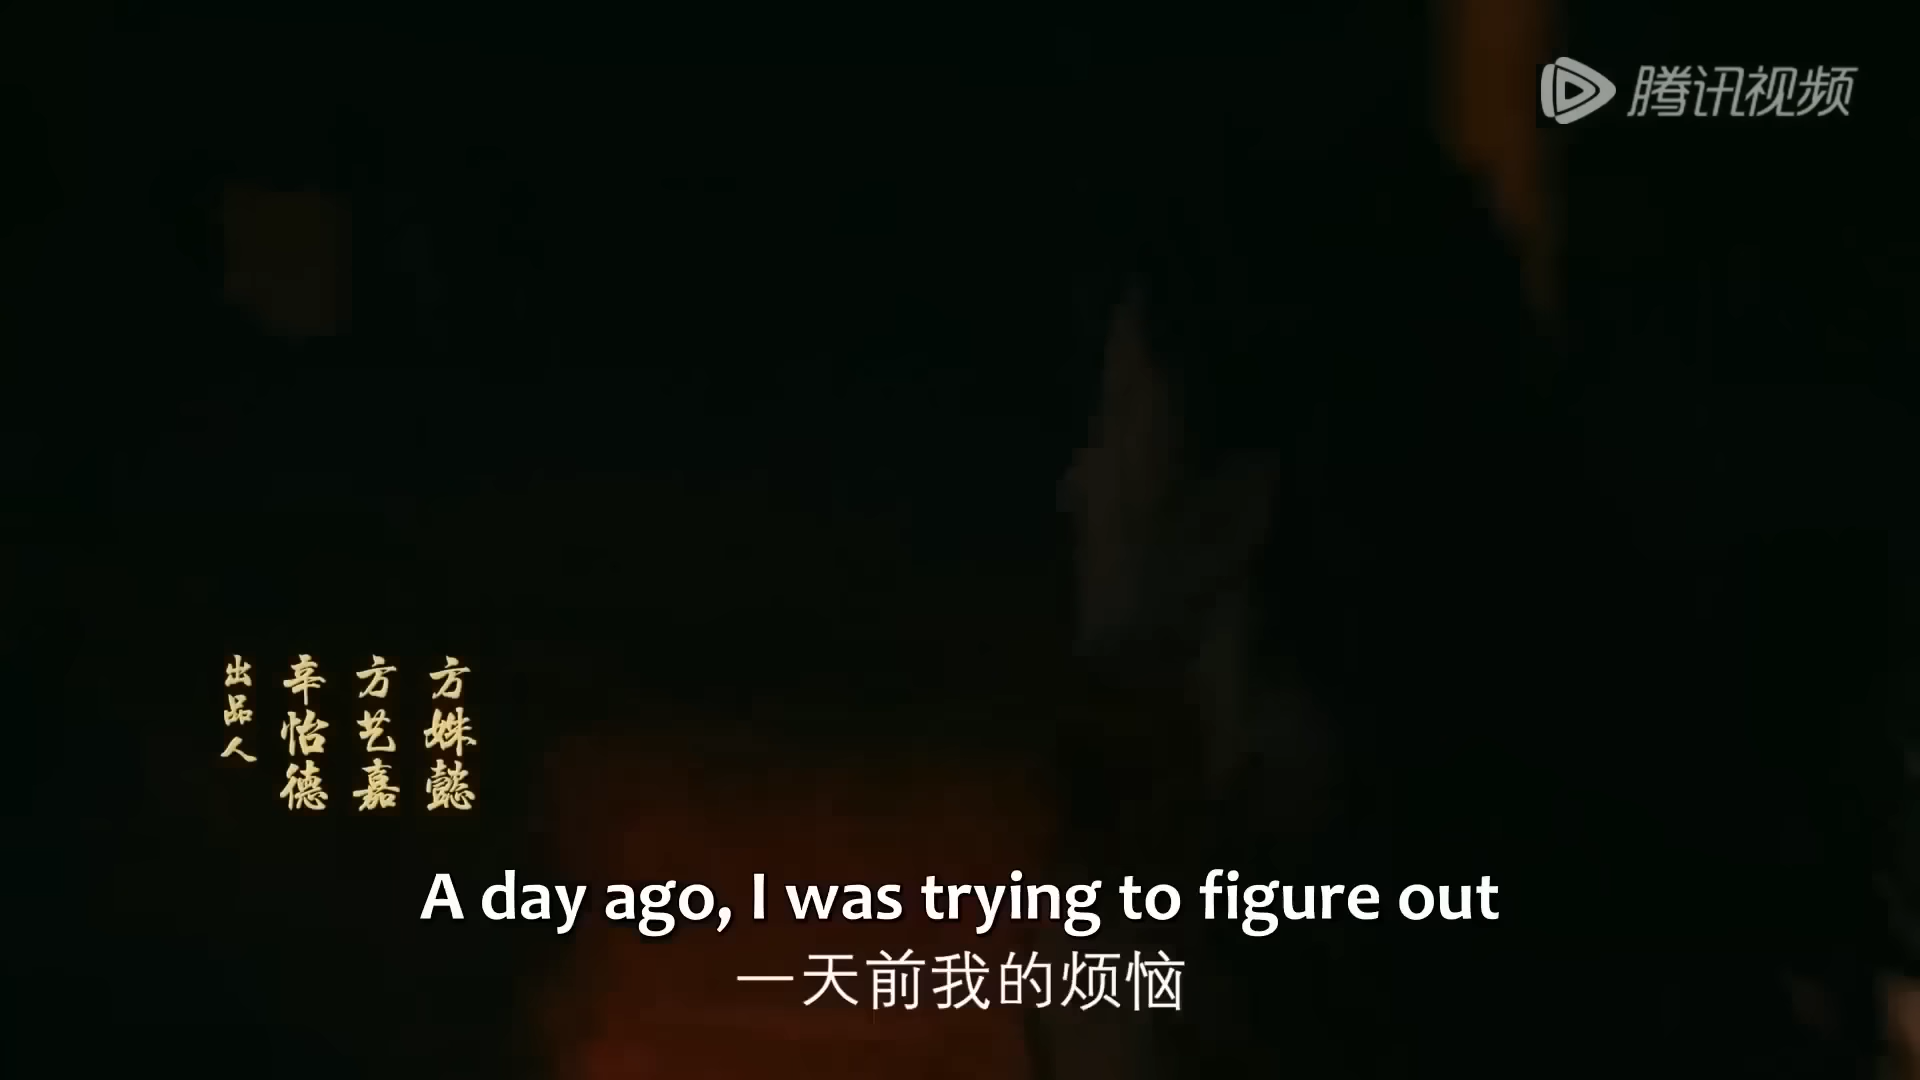 腾讯视频
出品人
辛怡德
方艺嘉
方姝懿
A day ago, I was trying to figure out
一天前我的烦恼